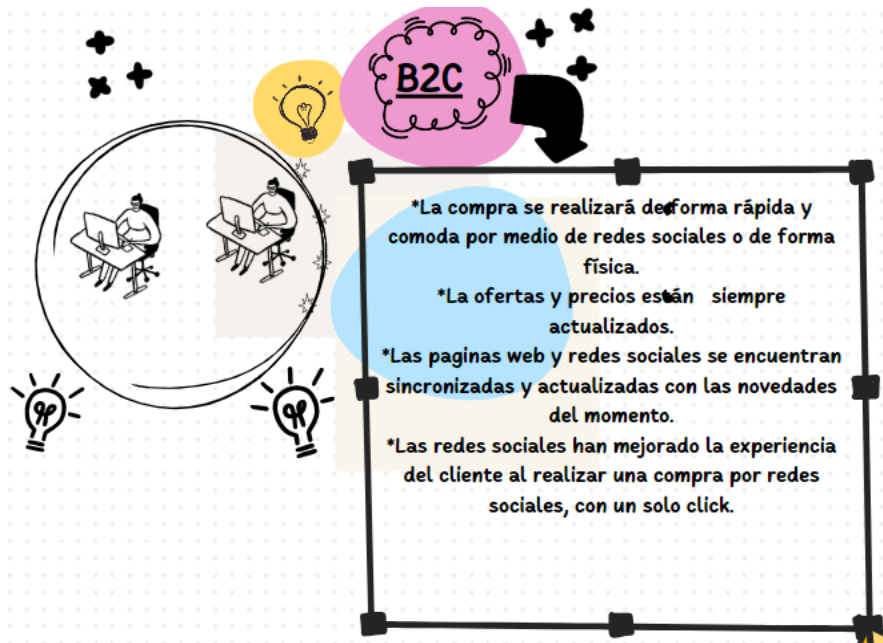 B2C
*La compra se realizará de forma rápida y
comoda por medio de redes sociales o de forma
física.
*La ofertas y precios están siempre
actualizados.
*Las paginas web y redes sociales se encuentran
sincronizadas y actualizadas con las novedades
del momento.
*Las redes sociales han mejorado la experiencia
del cliente al realizar una compra por redes
sociales, con un solo click.